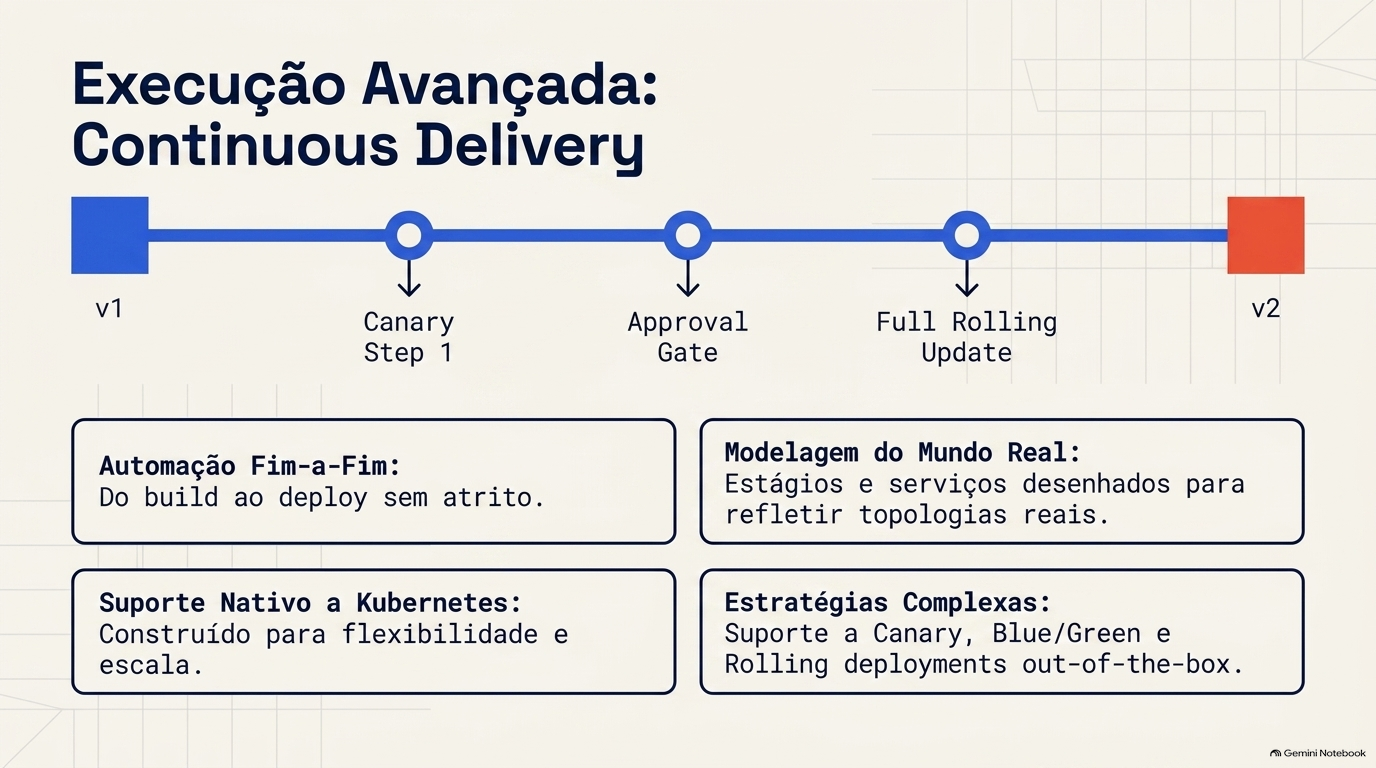 Execução Avançada:
Continuous Delivery
v1
Canary
Step 1
Approval
Gate
Full Rolling
Update
v2
Automação Fim-a-Fim:
Do build ao deploy sem atrito.
Modelagem do Mundo Real:
Estágios e serviços desenhados para
refletir topologias reais.
Suporte Nativo a Kubernetes:
Construído para flexibilidade e
escala.
Estratégias Complexas:
Suporte a Canary, Blue/Green e
Rolling deployments out-of-the-box.
Gemini Notebook